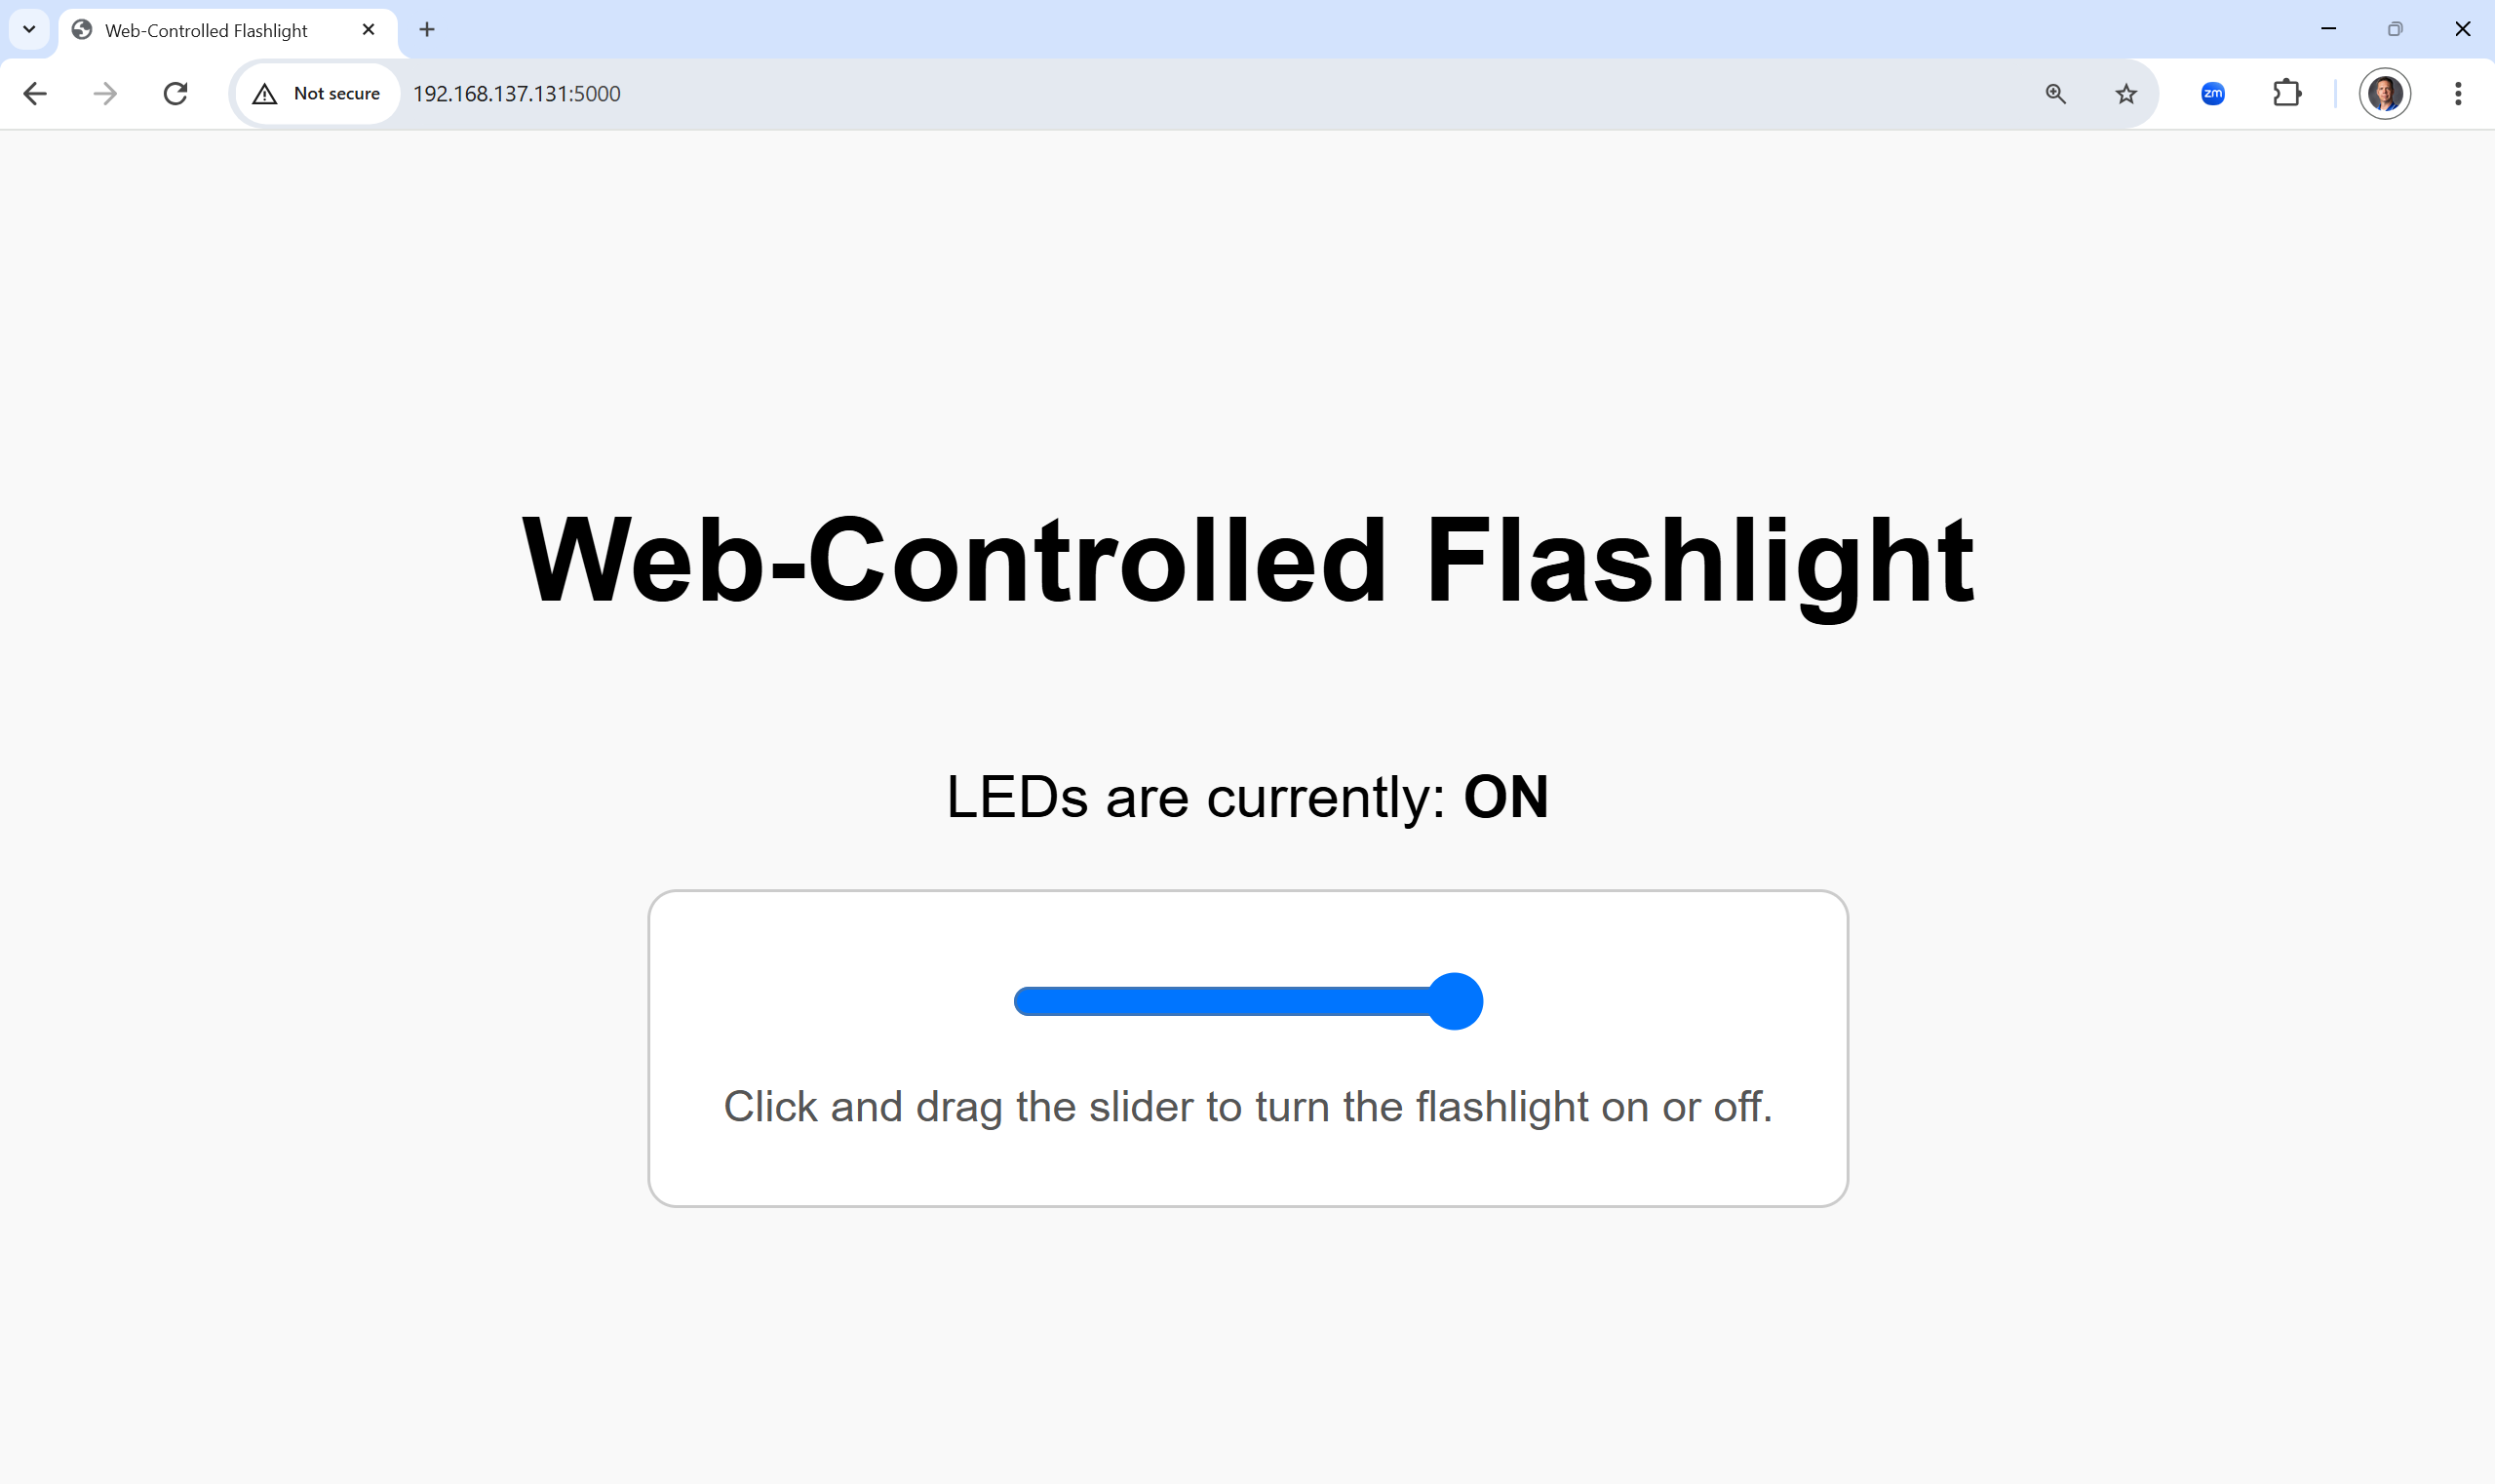 Web-Controlled Flashlight
Not secure
192.168.137.131:5000
zm
Web-Controlled Flashlight
LEDs are currently: ON
Click and drag the slider to turn the flashlight on or off.